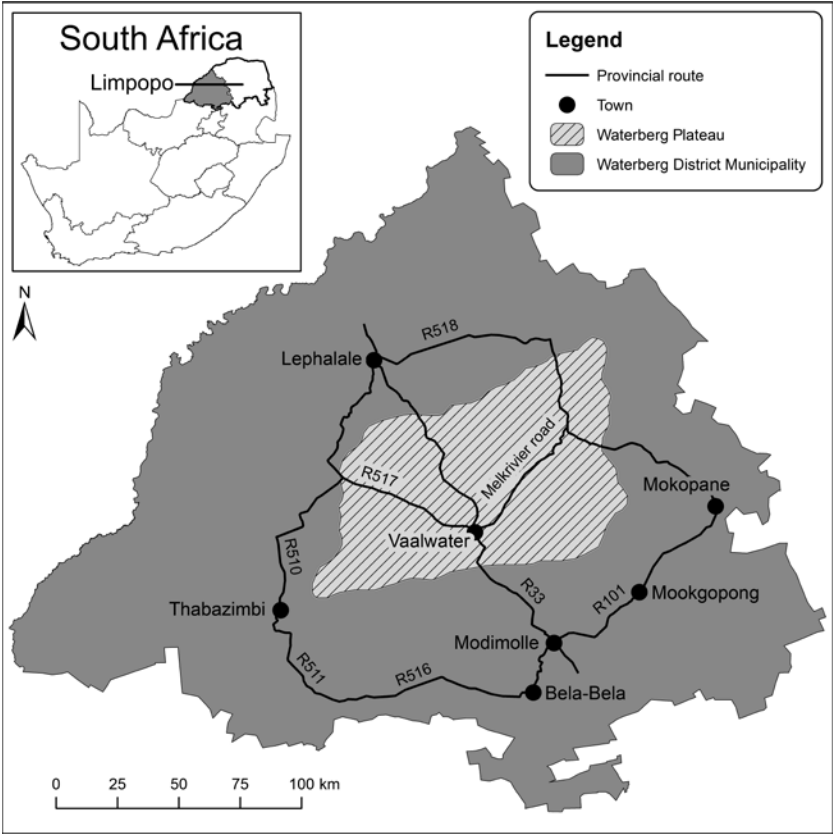 South Africa
Limpopo
Legend
Provincial route
Town
Waterberg Plateau
Waterberg District Municipality
N
R518
Lephalale
Melkrivier road
R517
Mokopane
Vaalwater
R510
R33
R101
Mookgopong
Thabazimbi
Modimolle
R511
R516
Bela-Bela
0 25 50 75 100 km